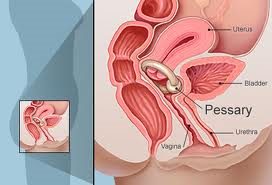 Uterus
Bladder
Pessary
Urethra
Vagina